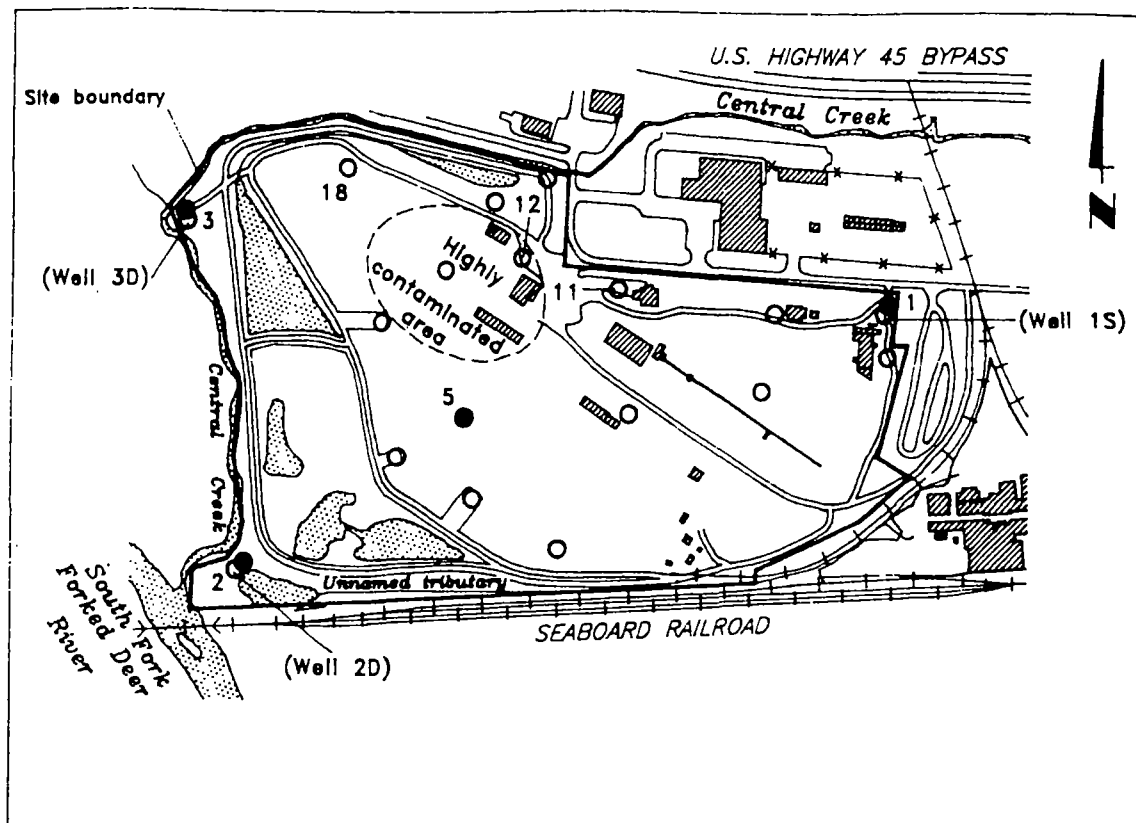 U.S. HIGHWAY 45 BYPASS
Site boundary
Central Creek
N
18
3
12
(Well 3D)
Highly
contaminated
area
11
1
(Well 1S)
5
Central
Creek
2
Unnamed tributary
South Fork
Forked Deer
River
SEABOARD RAILROAD
(Well 2D)